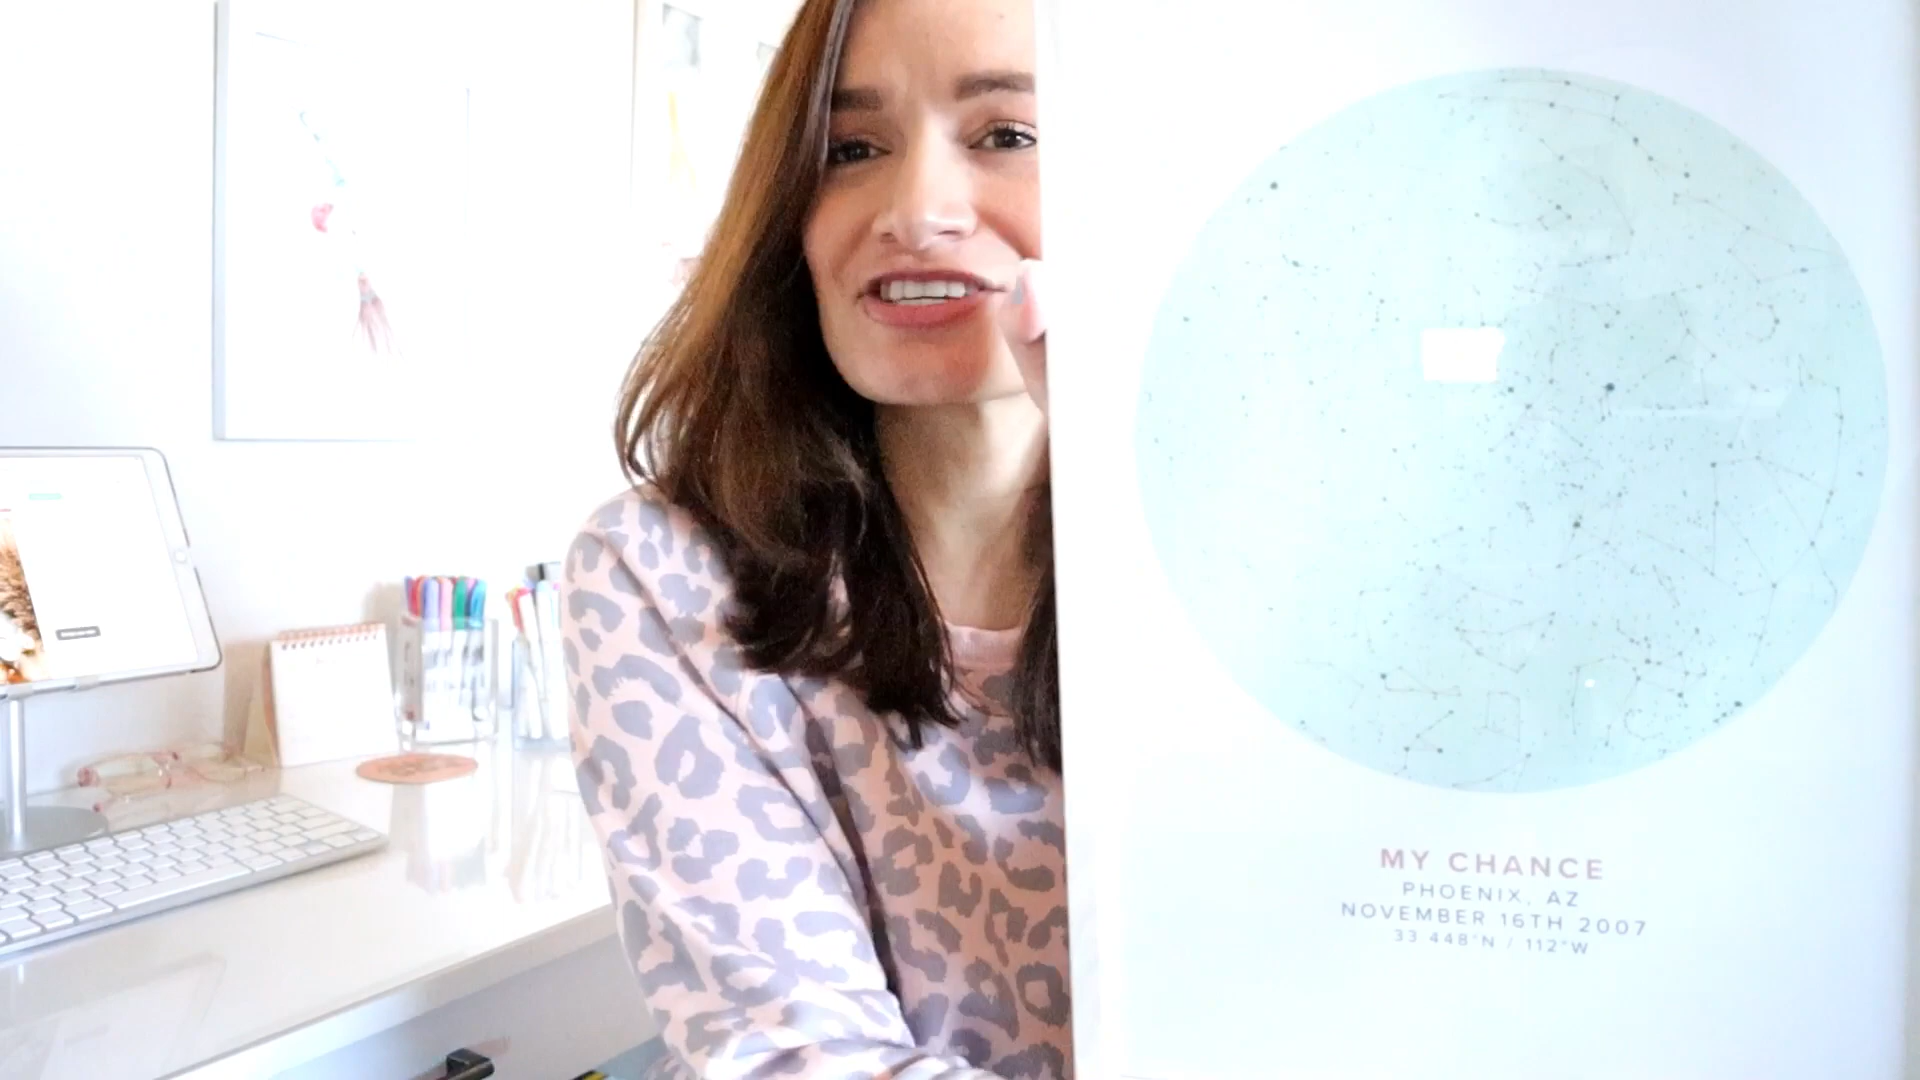 MY CHANCE
PHOENIX, AZ
NOVEMBER 16TH 2007
33.448°N / 112°W